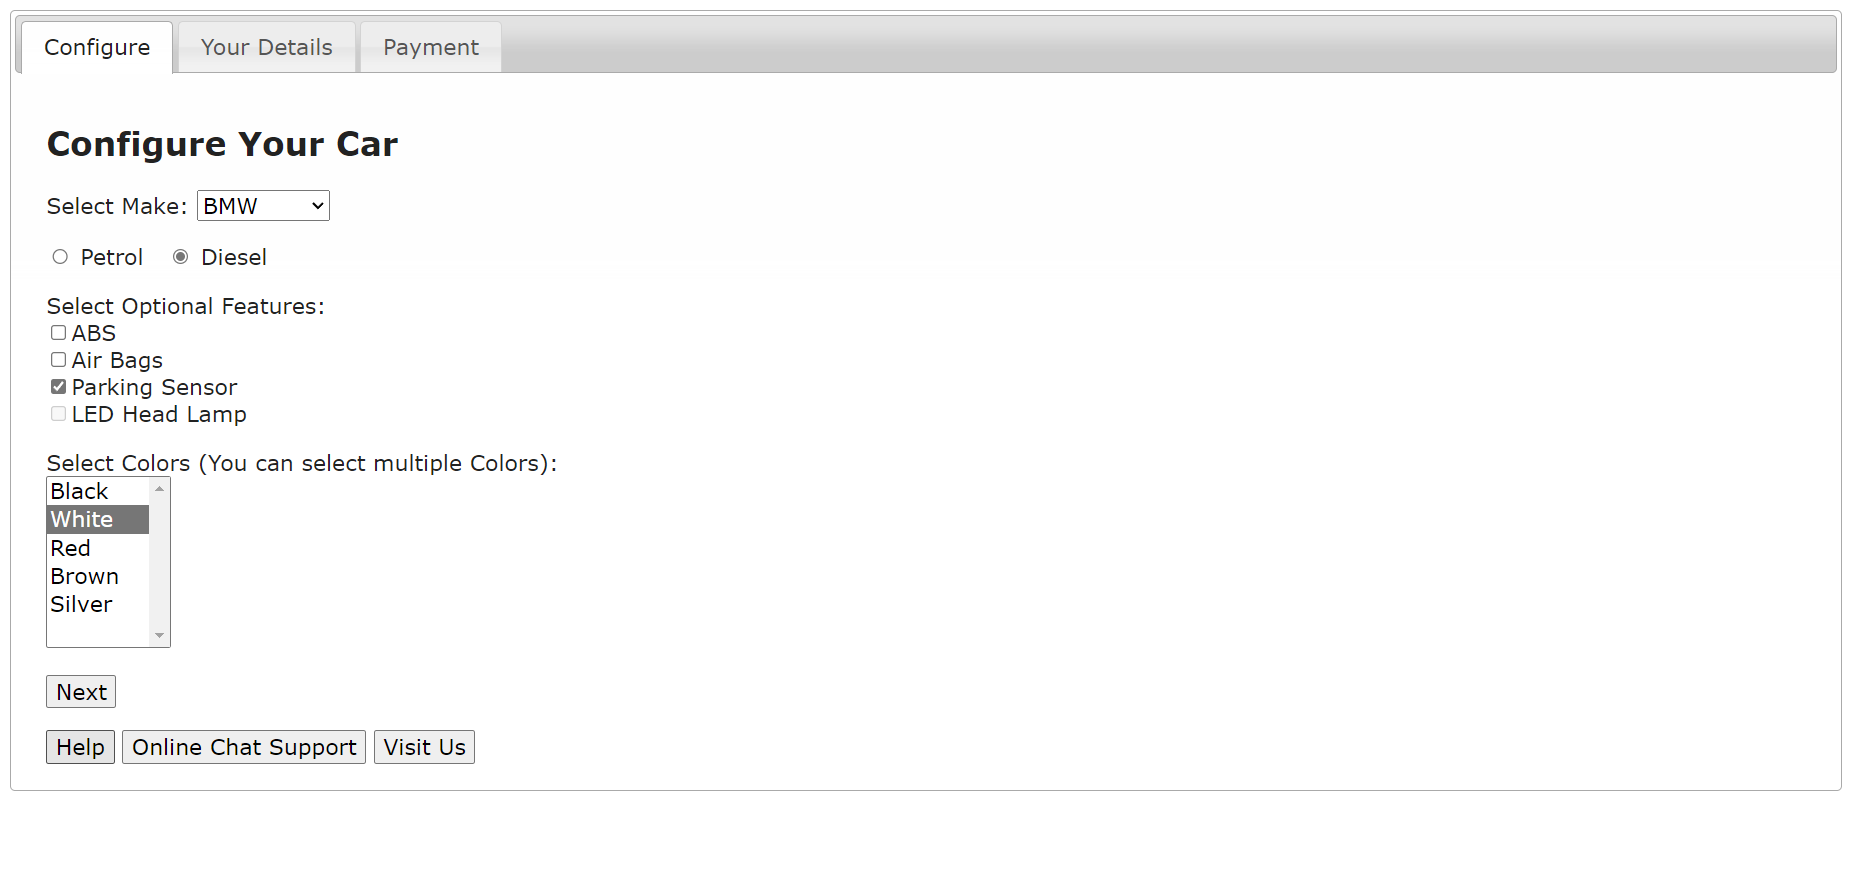 Configure Your Details Payment
Configure Your Car
Select Make: BMW
Petrol Diesel
Select Optional Features:
ABS
Air Bags
Parking Sensor
LED Head Lamp
Select Colors (You can select multiple Colors):
Black
White
Red
Brown
Silver
Next
Help Online Chat Support Visit Us